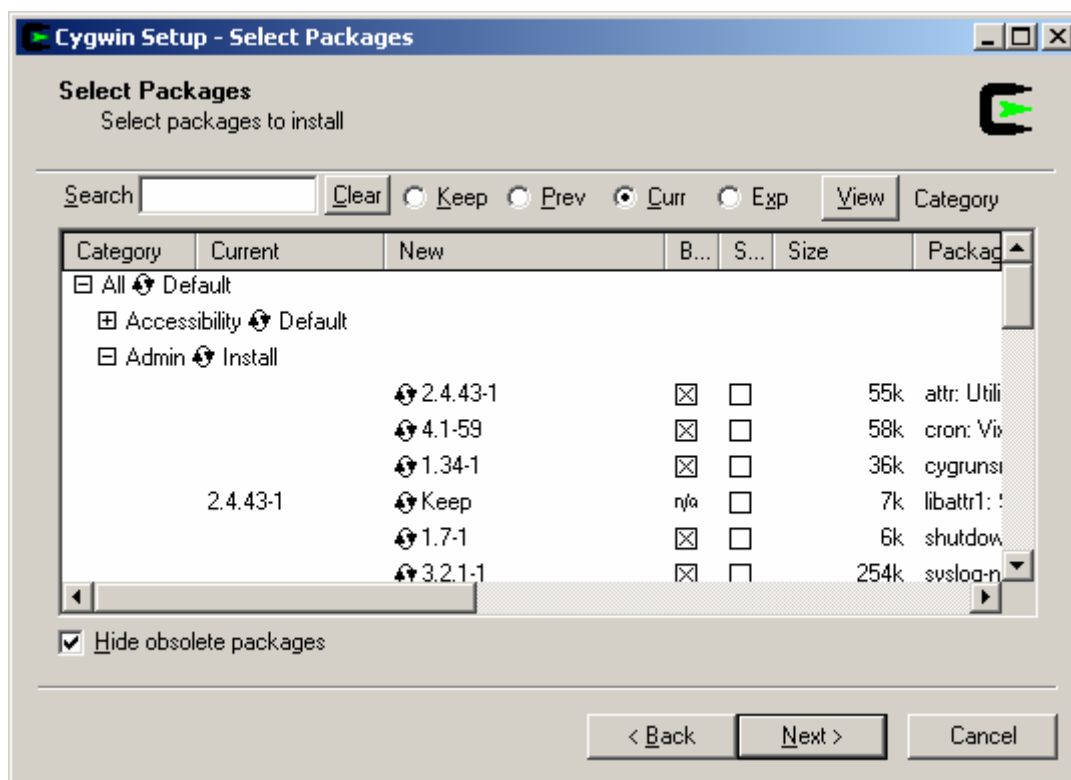 Cygwin Setup - Select Packages
Select Packages
Select packages to install
Search Clear Keep Prev Curr Exp View Category
Category Current New B... S... Size Packag
All Default
Accessibility Default
Admin Install
2.4.43-1 55k attr: Utili
4.1-59 58k cron: Vix
1.34-1 36k cygrunsr
2.4.43-1 Keep n/a 7k libattr1: S
1.7-1 6k shutdow
3.2.1-1 254k syslog-n
Hide obsolete packages
< Back Next > Cancel